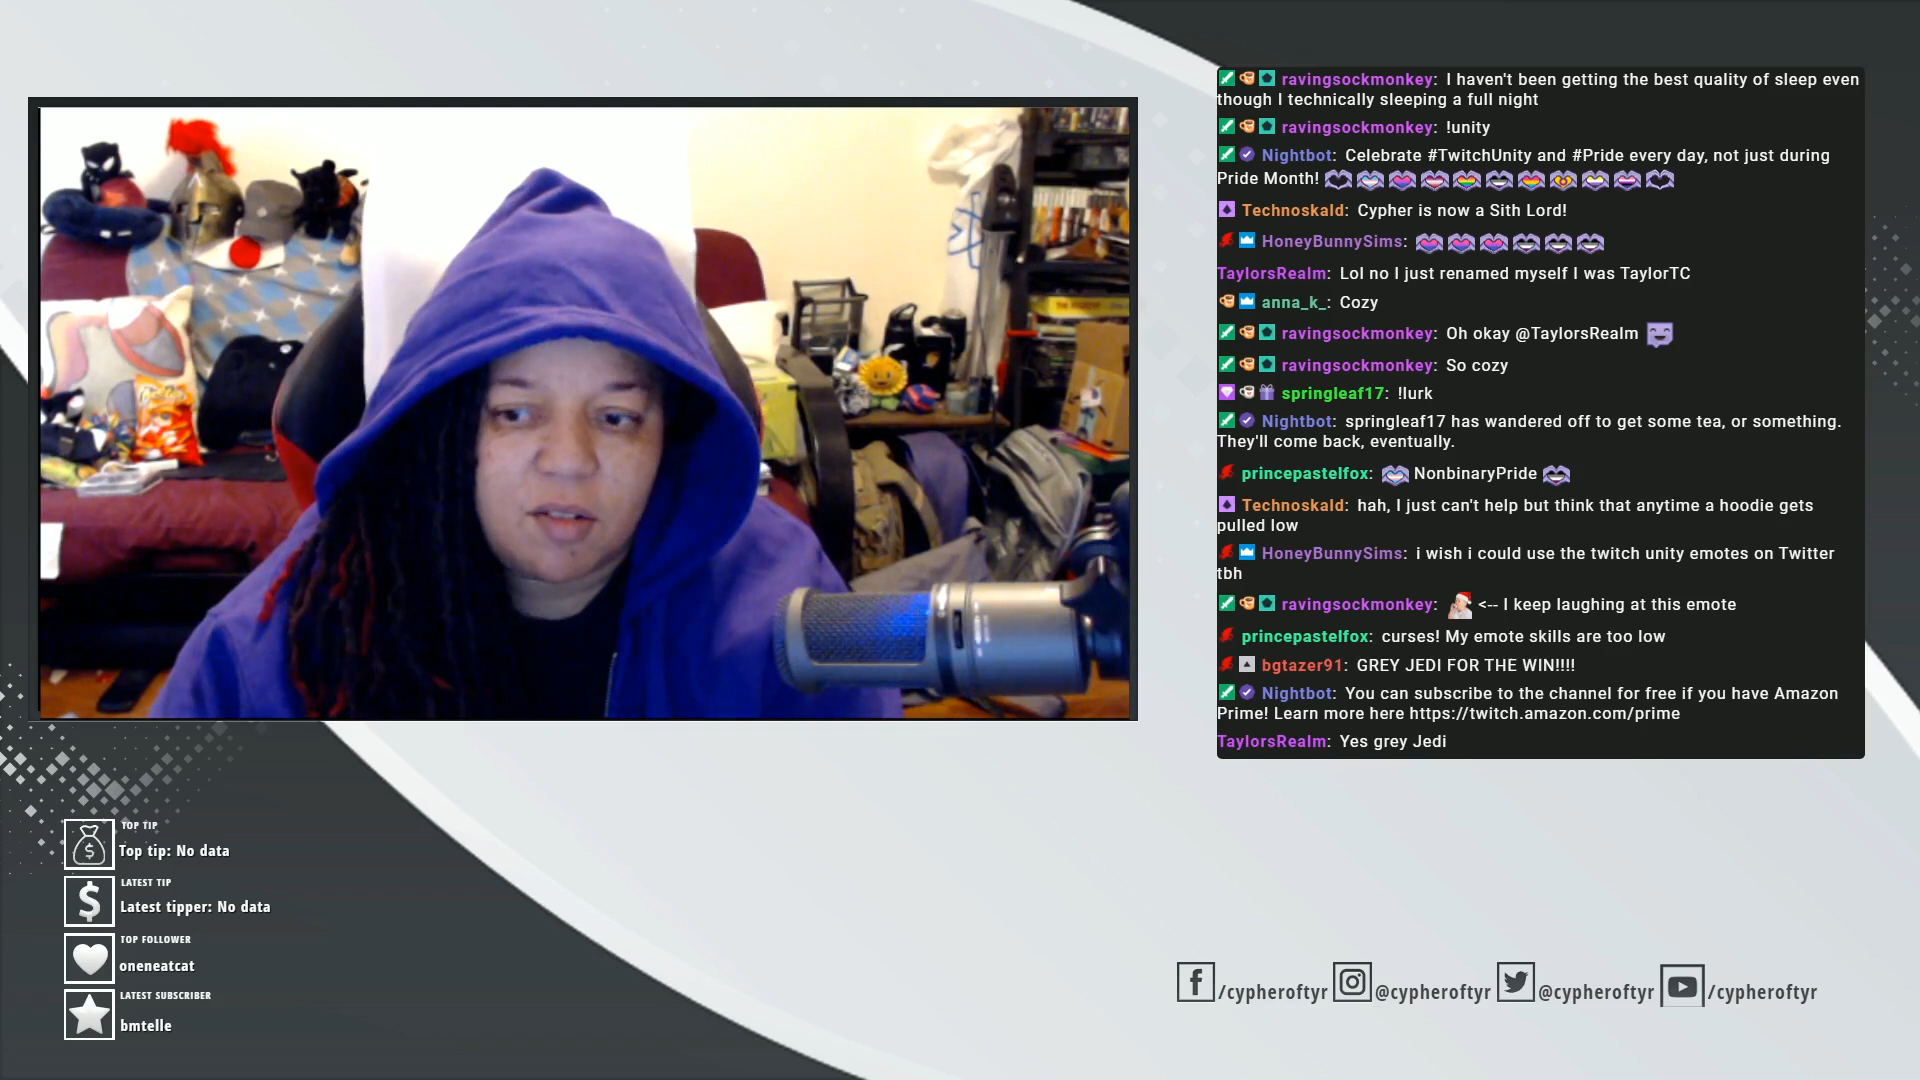 ravingsockmonkey: I haven't been getting the best quality of sleep even
though I technically sleeping a full night
ravingsockmonkey: !unity
Nightbot: Celebrate #TwitchUnity and #Pride every day, not just during
Pride Month!
Technoskald: Cypher is now a Sith Lord!
HoneyBunnySims:
TaylorsRealm: Lol no I just renamed myself I was TaylorTC
anna_k_: Cozy
ravingsockmonkey: Oh okay @TaylorsRealm
ravingsockmonkey: So cozy
springleaf17: !lurk
Nightbot: springleaf17 has wandered off to get some tea, or something.
They'll come back, eventually.
princepastelfox: NonbinaryPride
Technoskald: hah, I just can't help but think that anytime a hoodie gets
pulled low
HoneyBunnySims: i wish i could use the twitch unity emotes on Twitter
tbh
ravingsockmonkey: <-- I keep laughing at this emote
princepastelfox: curses! My emote skills are too low
bgtazer91: GREY JEDI FOR THE WIN!!!!
Nightbot: You can subscribe to the channel for free if you have Amazon
Prime! Learn more here https://twitch.amazon.com/prime
TaylorsRealm: Yes grey Jedi
TOP TIP
Top tip: No data
LATEST TIP
Latest tipper: No data
TOP FOLLOWER
oneneatcat
LATEST SUBSCRIBER
bmtelle
/cypheroftyr @cypheroftyr @cypheroftyr /cypheroftyr